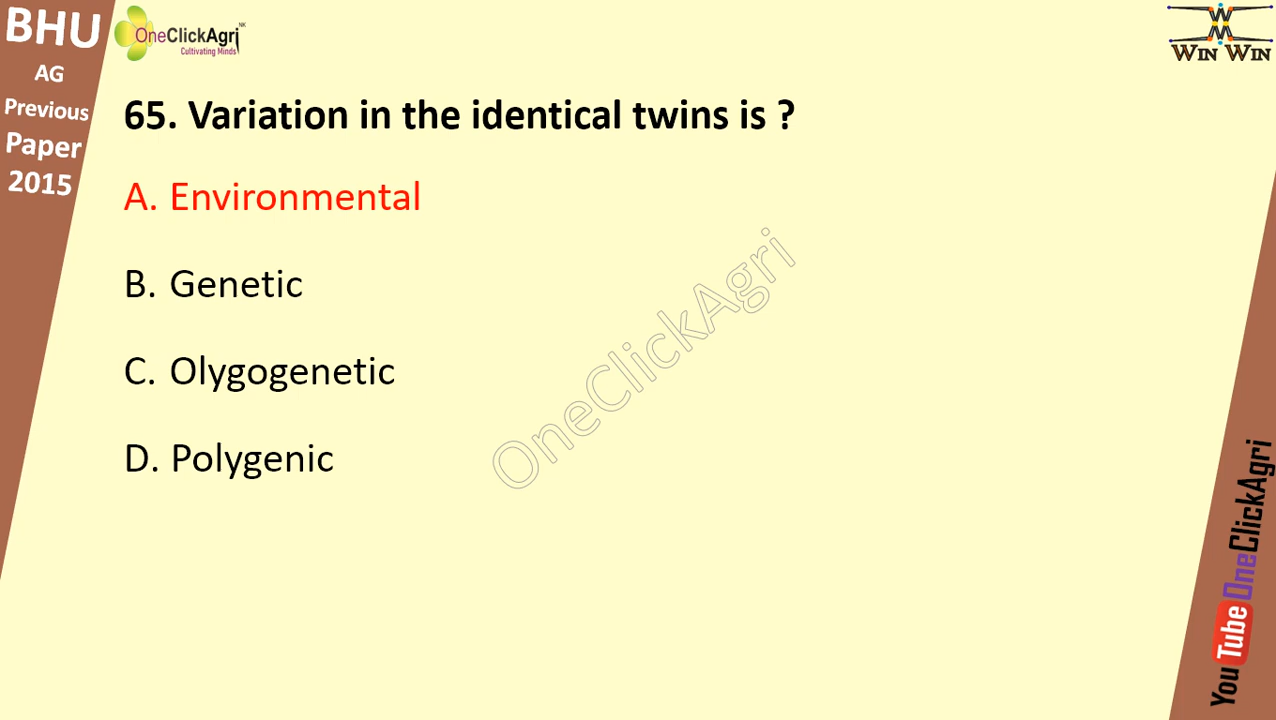 BHU
AG
Previous
Paper
2015
OneClickAgri NK
Cultivating Minds
WIN WIN
65. Variation in the identical twins is ?
A. Environmental
B. Genetic
C. Olygogenetic
D. Polygenic
OneClickAgri
YouTube OneClickAgri